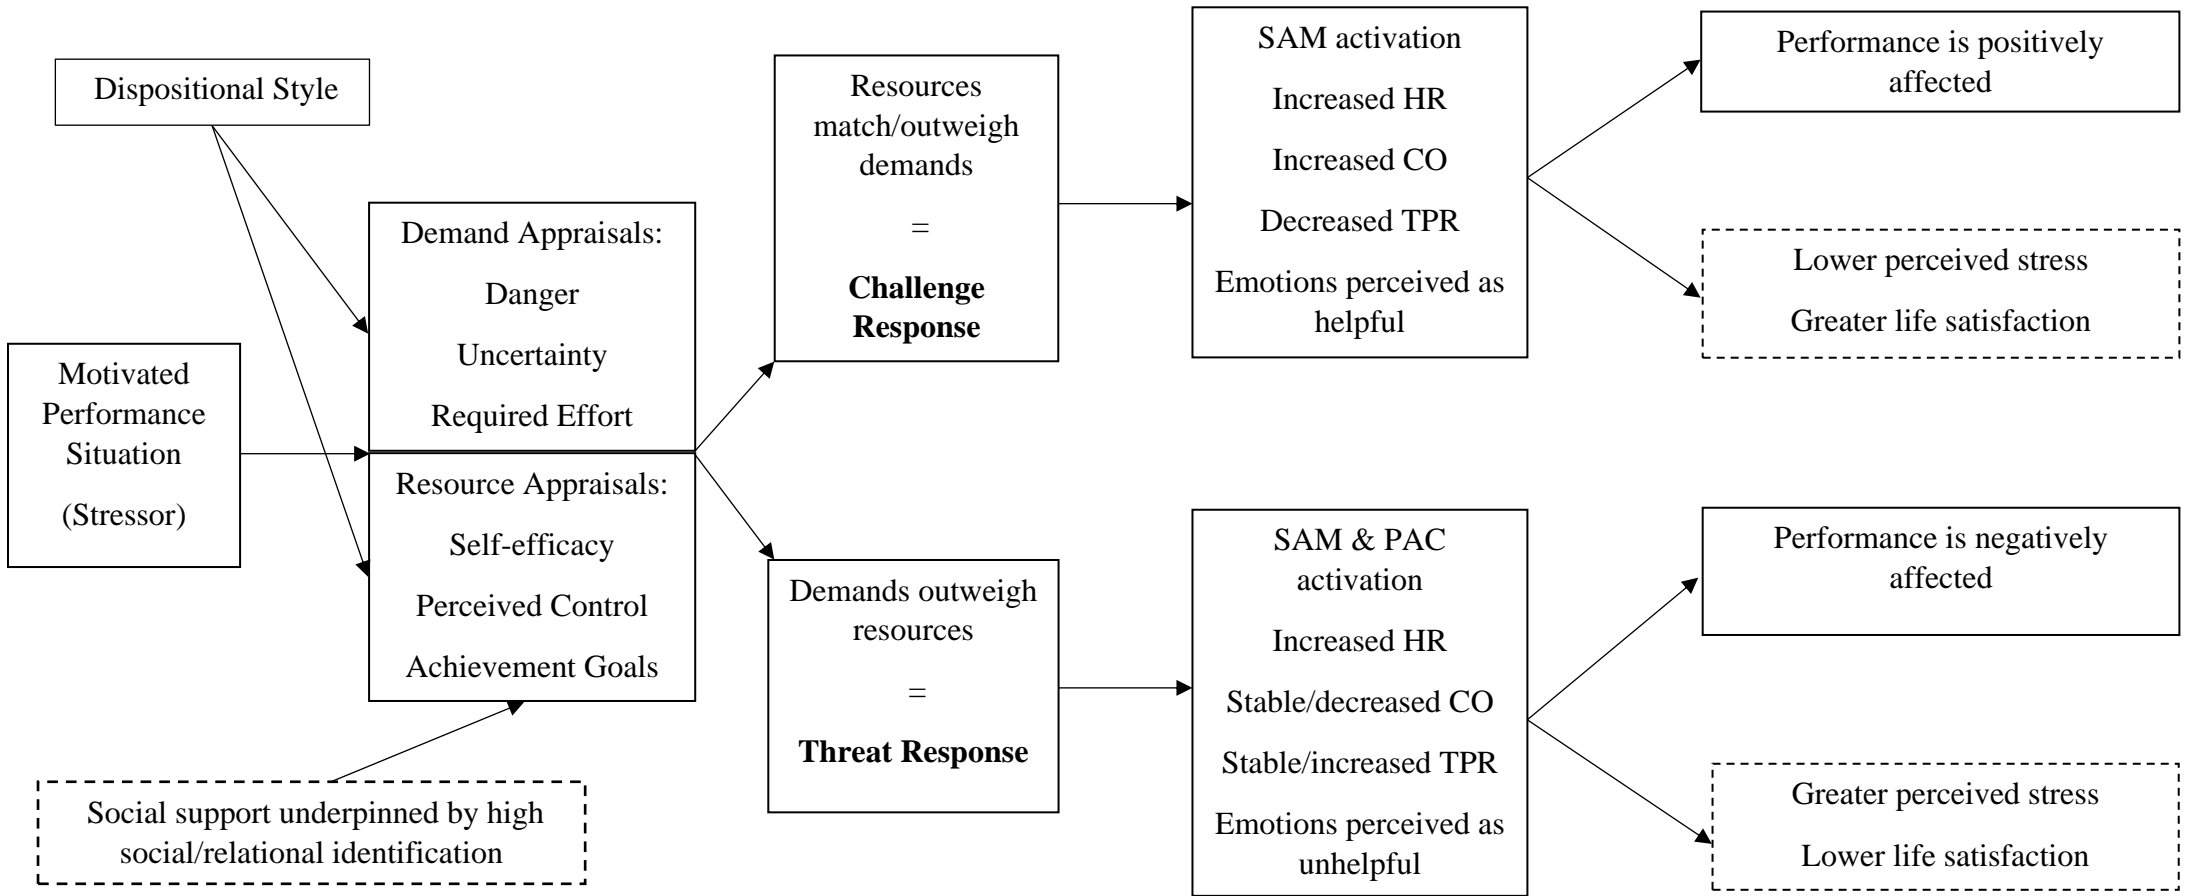 Dispositional Style
Motivated
Performance
Situation
(Stressor)
Demand Appraisals:
Danger
Uncertainty
Required Effort
Resource Appraisals:
Self-efficacy
Perceived Control
Achievement Goals
Social support underpinned by high
social/relational identification
Resources
match/outweigh
demands
=
Challenge
Response
Demands outweigh
resources
=
Threat Response
SAM activation
Increased HR
Increased CO
Decreased TPR
Emotions perceived as
helpful
SAM & PAC
activation
Increased HR
Stable/decreased CO
Stable/increased TPR
Emotions perceived as
unhelpful
Performance is positively
affected
Lower perceived stress
Greater life satisfaction
Performance is negatively
affected
Greater perceived stress
Lower life satisfaction